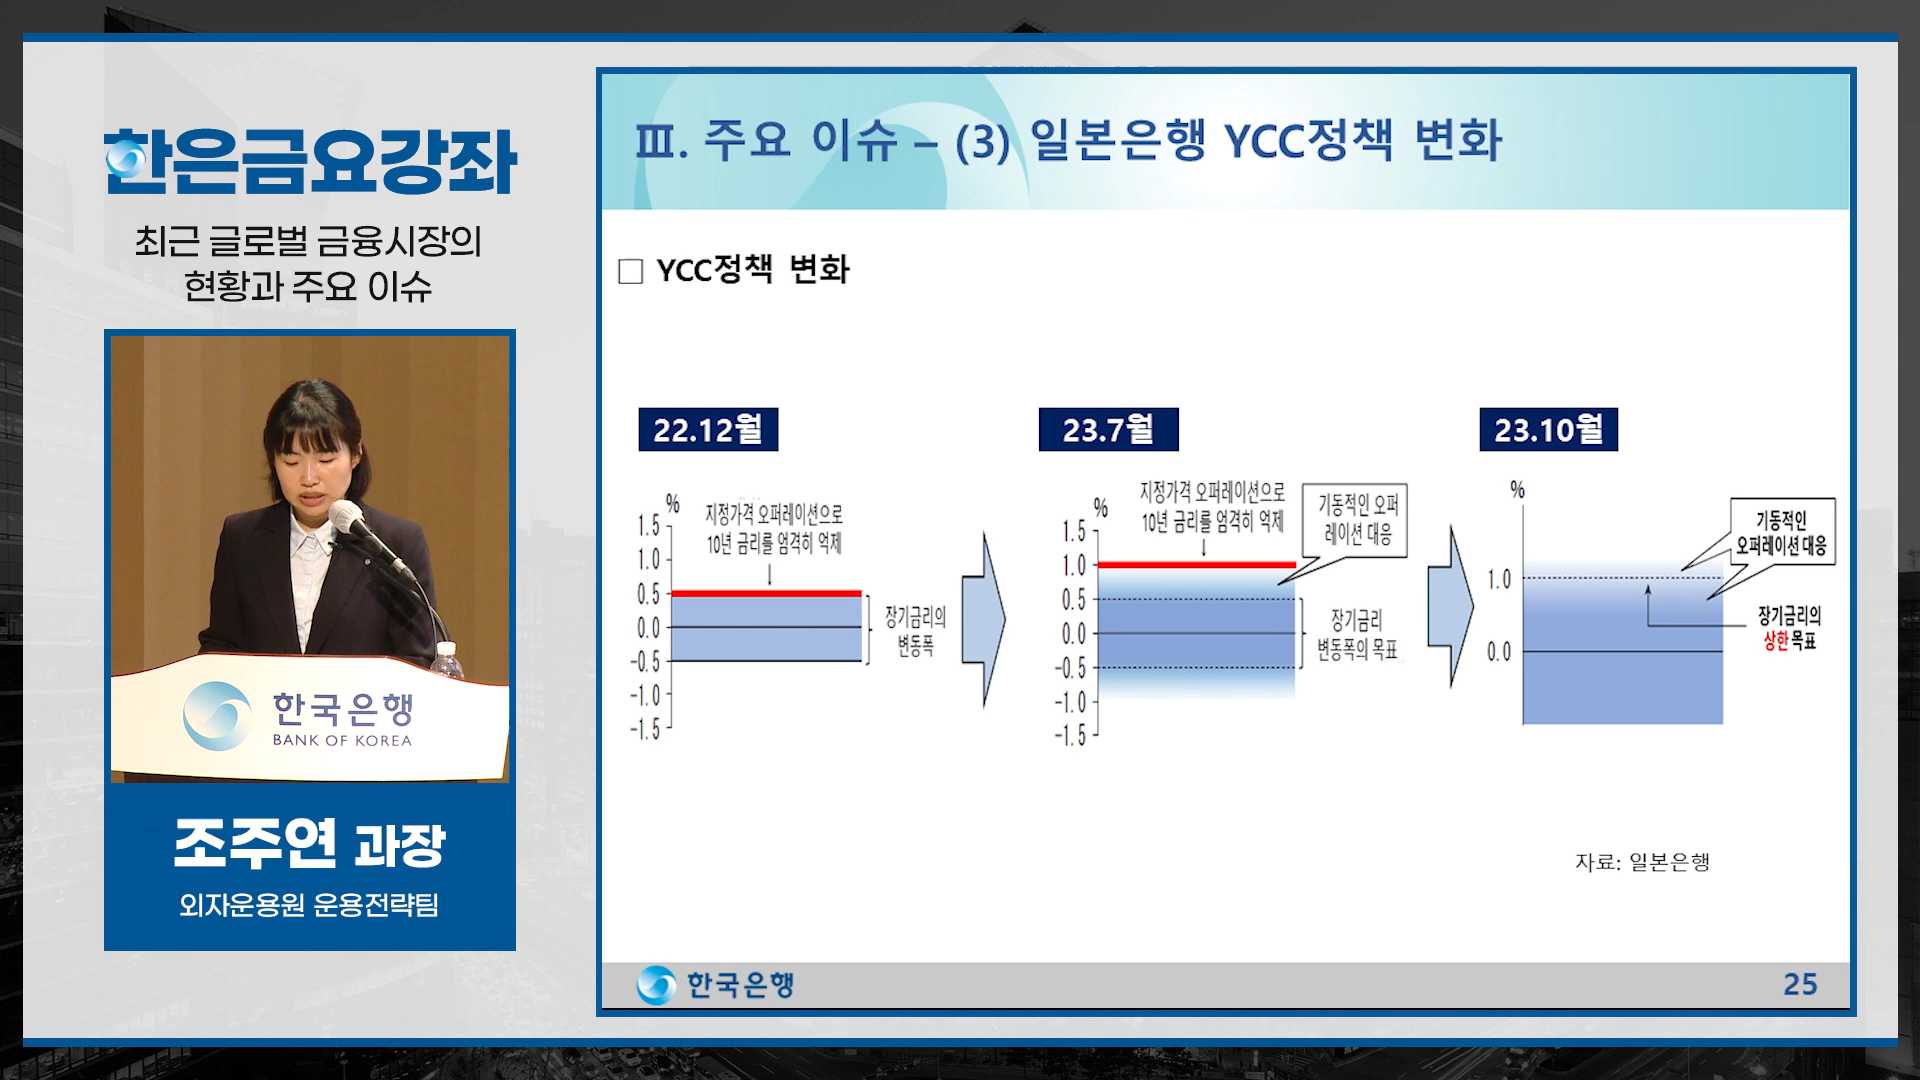 한은금요강좌
최근 글로벌 금융시장의
현황과 주요 이슈
한국은행
BANK OF KOREA
조주연 과장
외자운용원 운용전략팀
Ⅲ. 주요 이슈 – (3) 일본은행 YCC정책 변화
□ YCC정책 변화
22.12월
%
지정가격 오퍼레이션으로
10년 금리를 엄격히 억제
1.5
1.0
0.5
0.0
-0.5
-1.0
-1.5
장기금리의
변동폭
23.7월
%
지정가격 오퍼레이션으로
10년 금리를 엄격히 억제
기동적인 오퍼
레이션 대응
1.5
1.0
0.5
0.0
-0.5
-1.0
-1.5
장기금리
변동폭의 목표
23.10월
%
기동적인
오퍼레이션 대응
1.0
0.0
장기금리의
상한 목표
자료: 일본은행
한국은행
25